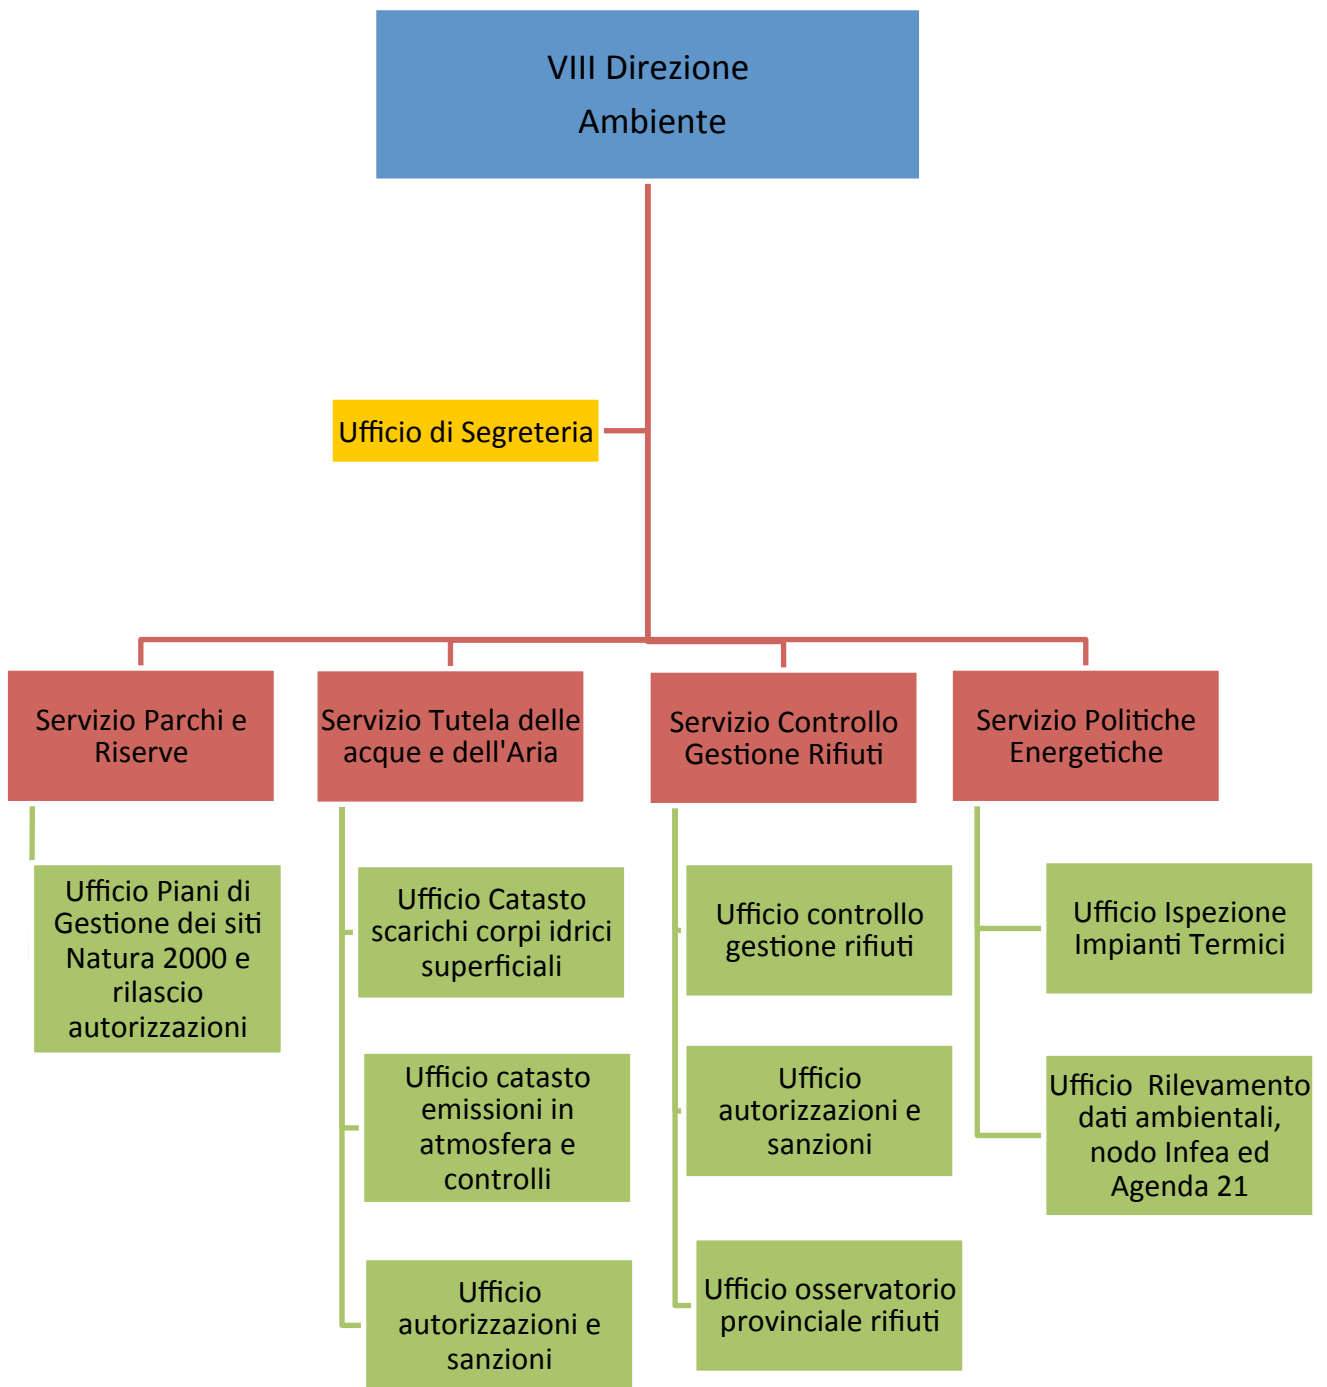 VIII Direzione
Ambiente
Ufficio di Segreteria
Servizio Parchi e
Riserve
Servizio Tutela delle
acque e dell'Aria
Servizio Controllo
Gestione Rifiuti
Servizio Politiche
Energetiche
Ufficio Piani di
Gestione dei siti
Natura 2000 e
rilascio
autorizzazioni
Ufficio Catasto
scarichi corpi idrici
superficiali
Ufficio catasto
emissioni in
atmosfera e
controlli
Ufficio
autorizzazioni e
sanzioni
Ufficio controllo
gestione rifiuti
Ufficio
autorizzazioni e
sanzioni
Ufficio osservatorio
provinciale rifiuti
Ufficio Ispezione
Impianti Termici
Ufficio  Rilevamento
dati ambientali,
nodo Infea ed
Agenda 21